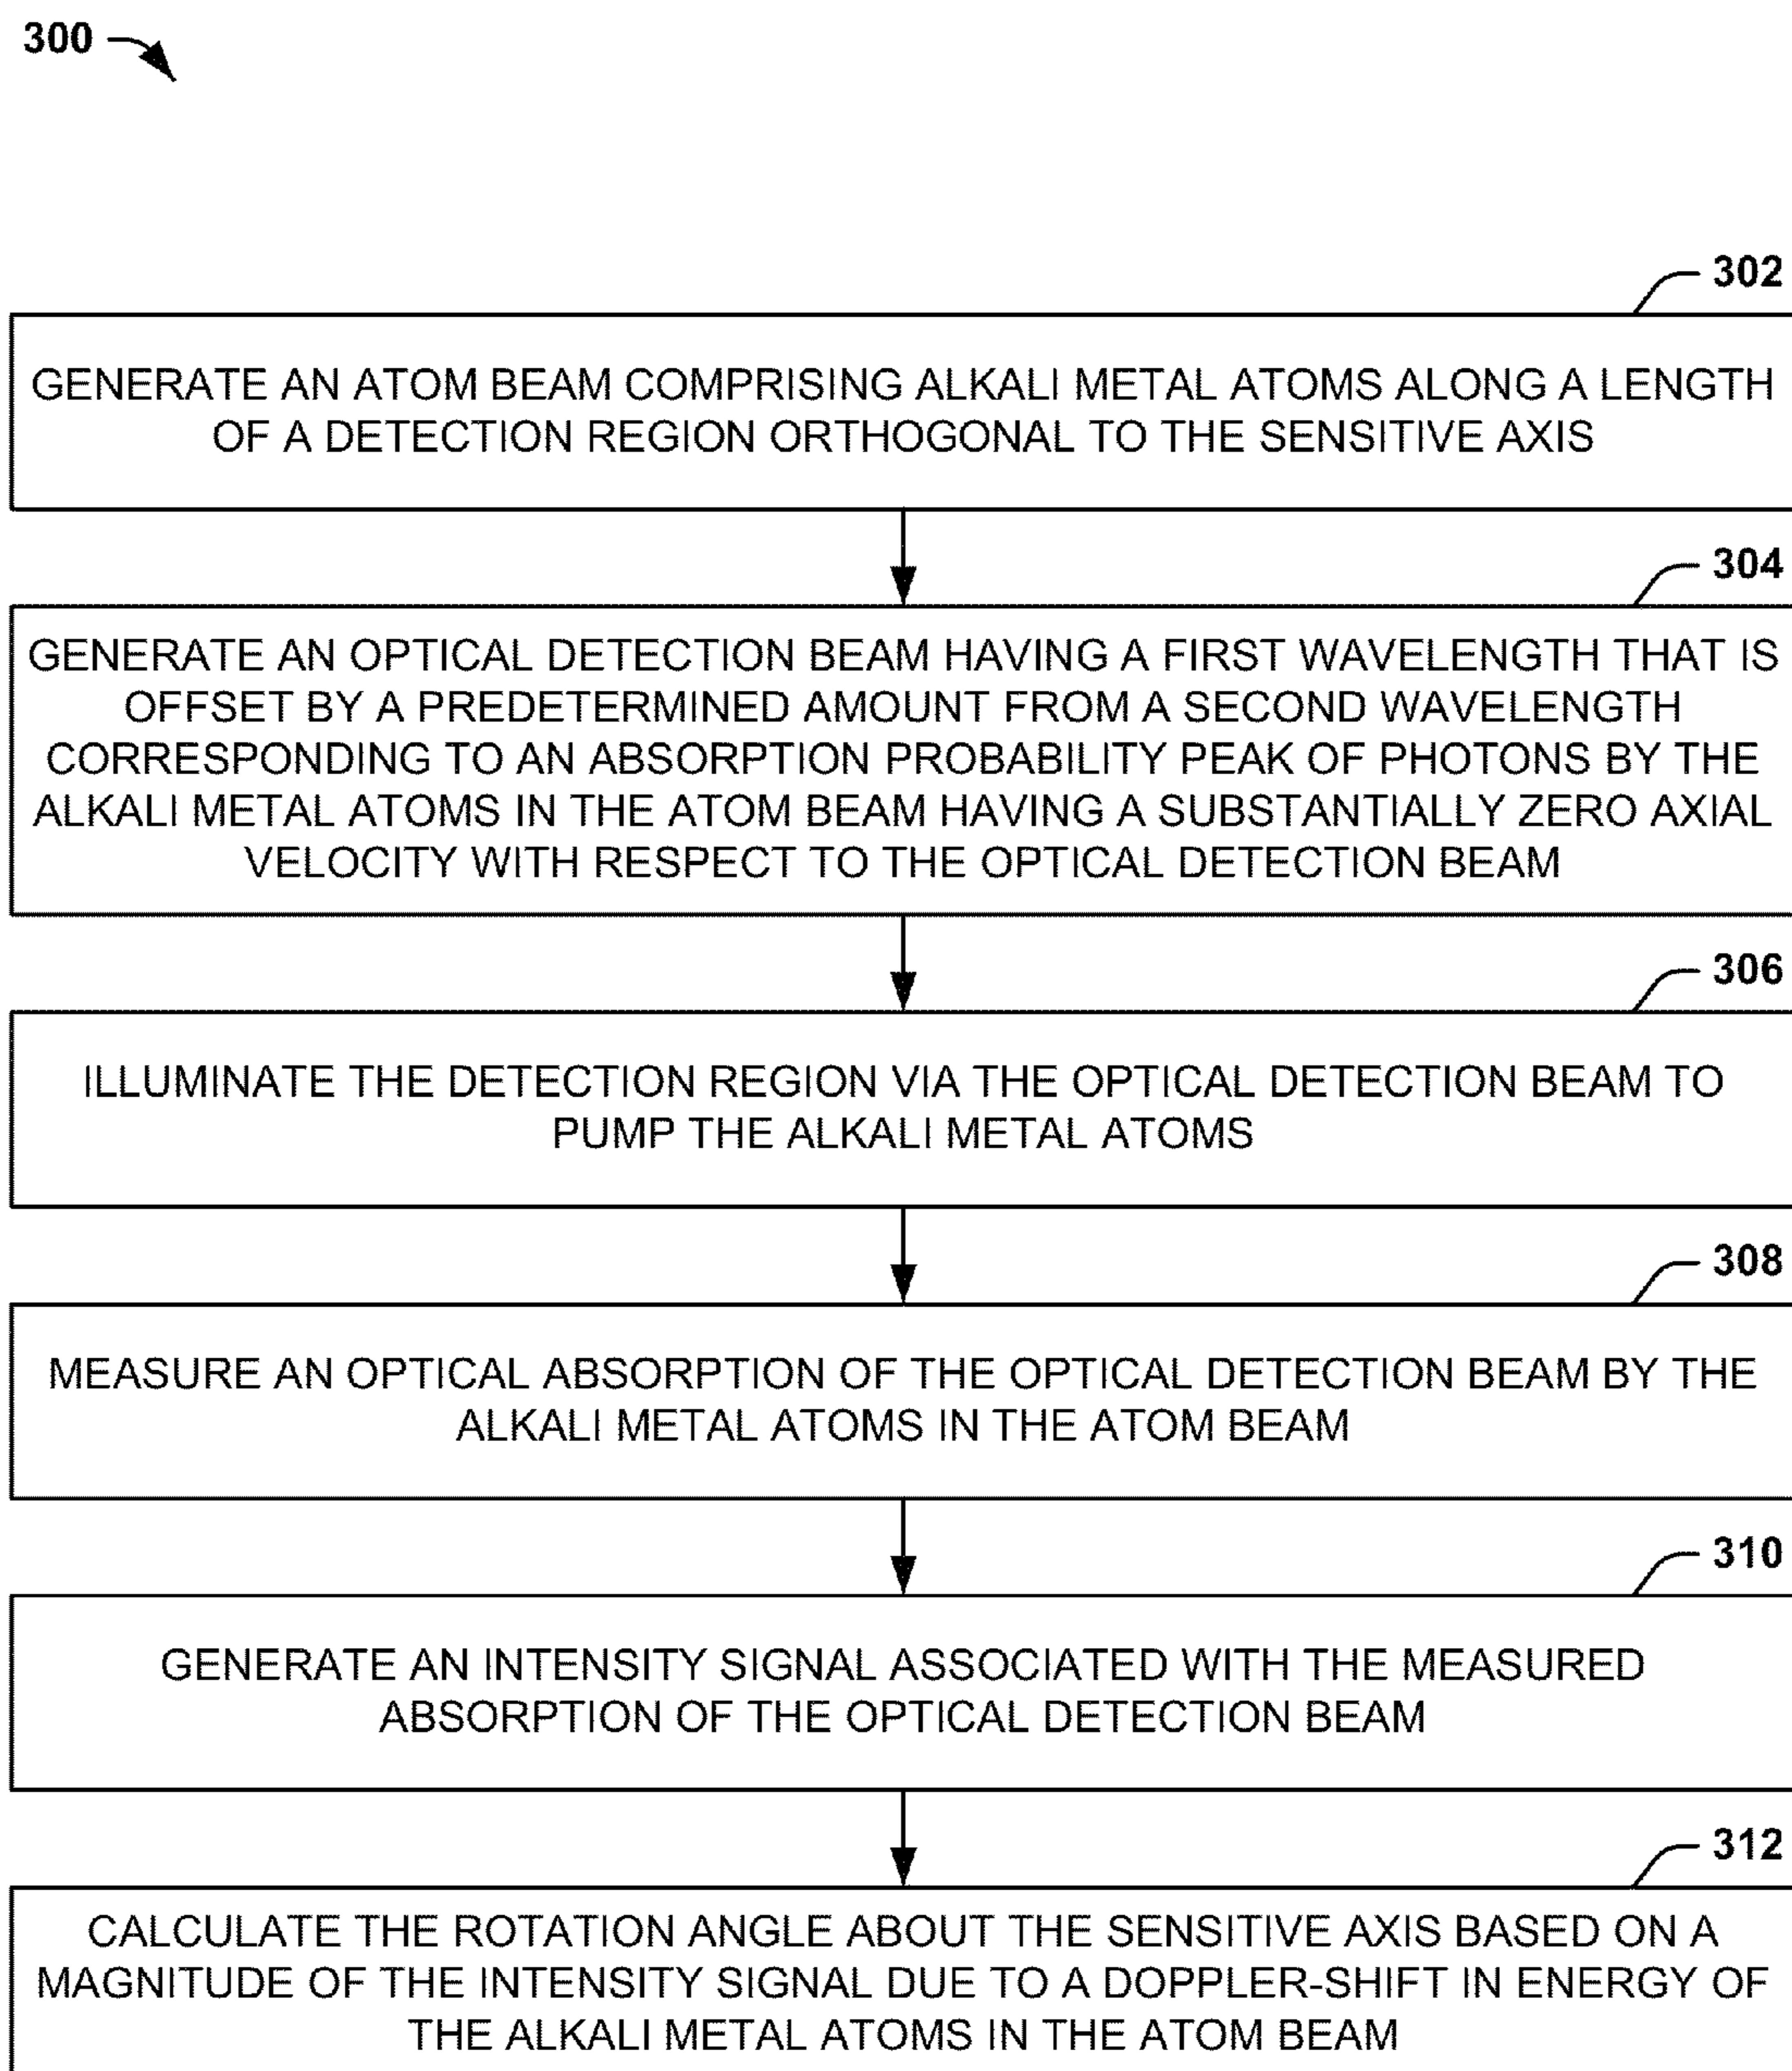 300
302
GENERATE AN ATOM BEAM COMPRISING ALKALI METAL ATOMS ALONG A LENGTH
OF A DETECTION REGION ORTHOGONAL TO THE SENSITIVE AXIS
304
GENERATE AN OPTICAL DETECTION BEAM HAVING A FIRST WAVELENGTH THAT IS
OFFSET BY A PREDETERMINED AMOUNT FROM A SECOND WAVELENGTH
CORRESPONDING TO AN ABSORPTION PROBABILITY PEAK OF PHOTONS BY THE
ALKALI METAL ATOMS IN THE ATOM BEAM HAVING A SUBSTANTIALLY ZERO AXIAL
VELOCITY WITH RESPECT TO THE OPTICAL DETECTION BEAM
306
ILLUMINATE THE DETECTION REGION VIA THE OPTICAL DETECTION BEAM TO
PUMP THE ALKALI METAL ATOMS
308
MEASURE AN OPTICAL ABSORPTION OF THE OPTICAL DETECTION BEAM BY THE
ALKALI METAL ATOMS IN THE ATOM BEAM
310
GENERATE AN INTENSITY SIGNAL ASSOCIATED WITH THE MEASURED
ABSORPTION OF THE OPTICAL DETECTION BEAM
312
CALCULATE THE ROTATION ANGLE ABOUT THE SENSITIVE AXIS BASED ON A
MAGNITUDE OF THE INTENSITY SIGNAL DUE TO A DOPPLER-SHIFT IN ENERGY OF
THE ALKALI METAL ATOMS IN THE ATOM BEAM